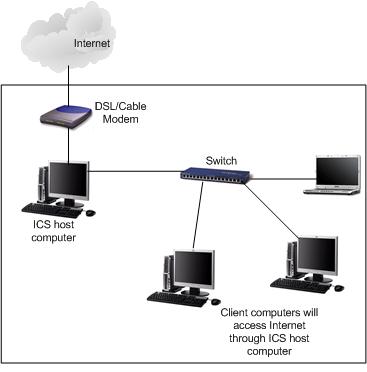 Internet
DSL/Cable
Modem
Switch
ICS host
computer
Client computers will
access Internet
through ICS host
computer